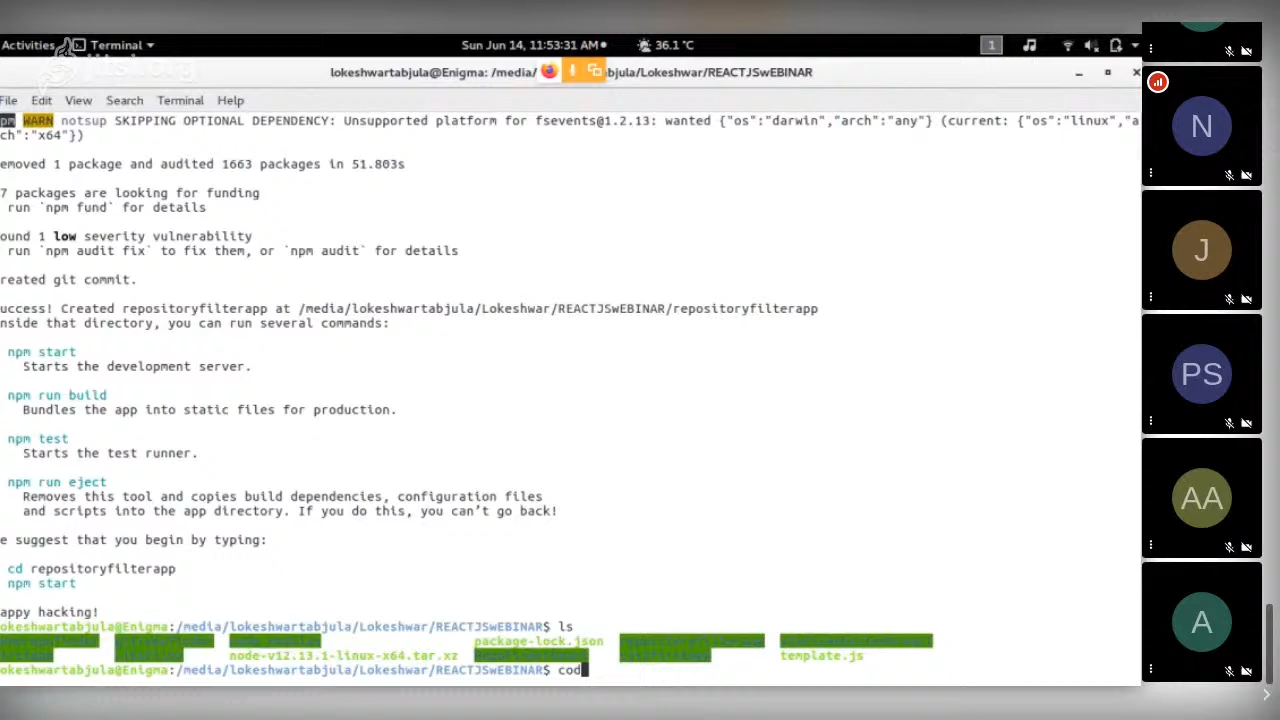 Activities Terminal Sun Jun 14, 11:53:31 AM 36.1 °C 1
lokeshwartabjula@Enigma: /media/ bjula/Lokeshwar/REACTJSwEBINAR
File Edit View Search Terminal Help
pm WARN notsup SKIPPING OPTIONAL DEPENDENCY: Unsupported platform for fsevents@1.2.13: wanted {"os":"darwin","arch":"any"} (current: {"os":"linux","a
ch":"x64"})
emoved 1 package and audited 1663 packages in 51.803s
7 packages are looking for funding
run `npm fund` for details
ound 1 low severity vulnerability
run `npm audit fix` to fix them, or `npm audit` for details
reated git commit.
uccess! Created repositoryfilterapp at /media/lokeshwartabjula/Lokeshwar/REACTJSwEBINAR/repositoryfilterapp
nside that directory, you can run several commands:
npm start
Starts the development server.
npm run build
Bundles the app into static files for production.
npm test
Starts the test runner.
npm run eject
Removes this tool and copies build dependencies, configuration files
and scripts into the app directory. If you do this, you can’t go back!
e suggest that you begin by typing:
cd repositoryfilterapp
npm start
appy hacking!
okeshwartabjula@Enigma:/media/lokeshwartabjula/Lokeshwar/REACTJSwEBINAR$ ls
package-lock.json
node-v12.13.1-linux-x64.tar.xz template.js
okeshwartabjula@Enigma:/media/lokeshwartabjula/Lokeshwar/REACTJSwEBINAR$ cod
N
J
PS
AA
A